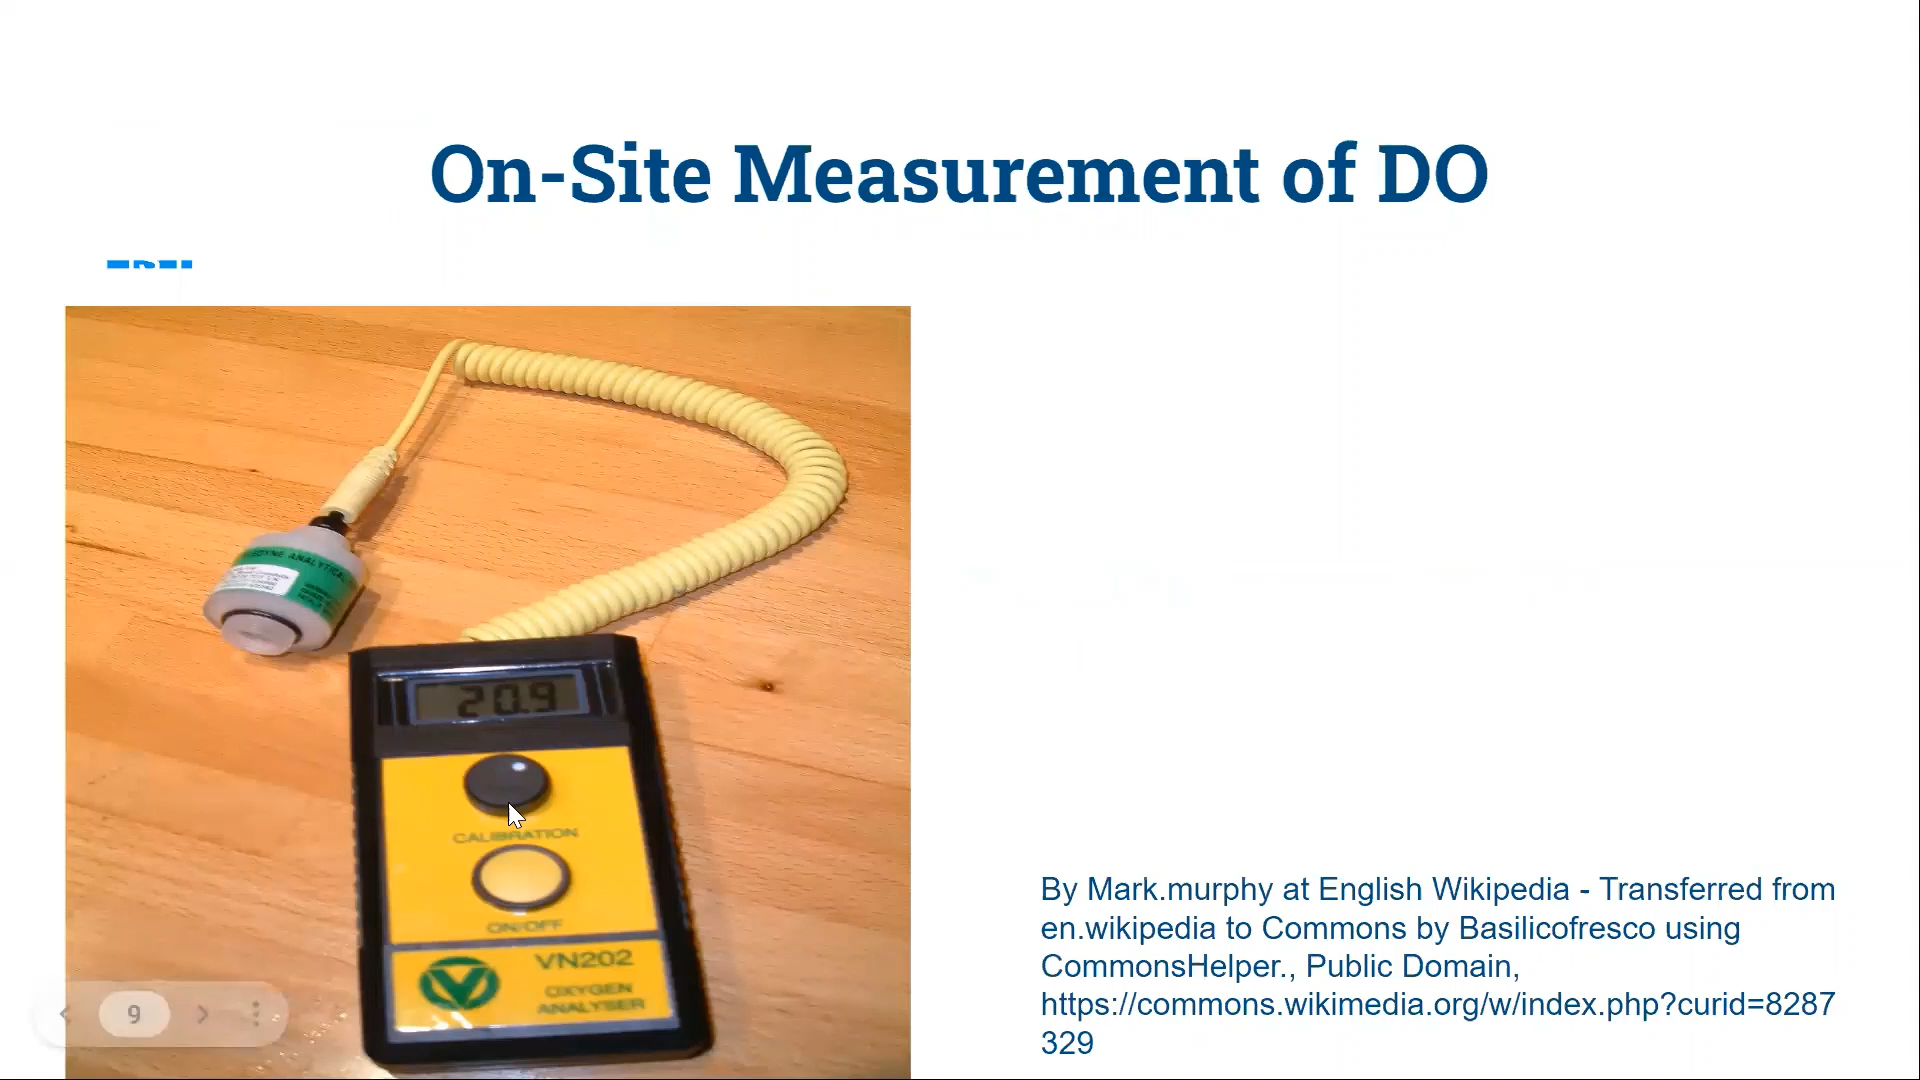 On-Site Measurement of DO
ANALYTICAL
20.9
CALIBRATION
ON/OFF
VN202
OXYGEN
ANALYSER
By Mark.murphy at English Wikipedia - Transferred from
en.wikipedia to Commons by Basilicofresco using
CommonsHelper., Public Domain,
https://commons.wikimedia.org/w/index.php?curid=8287
329
9